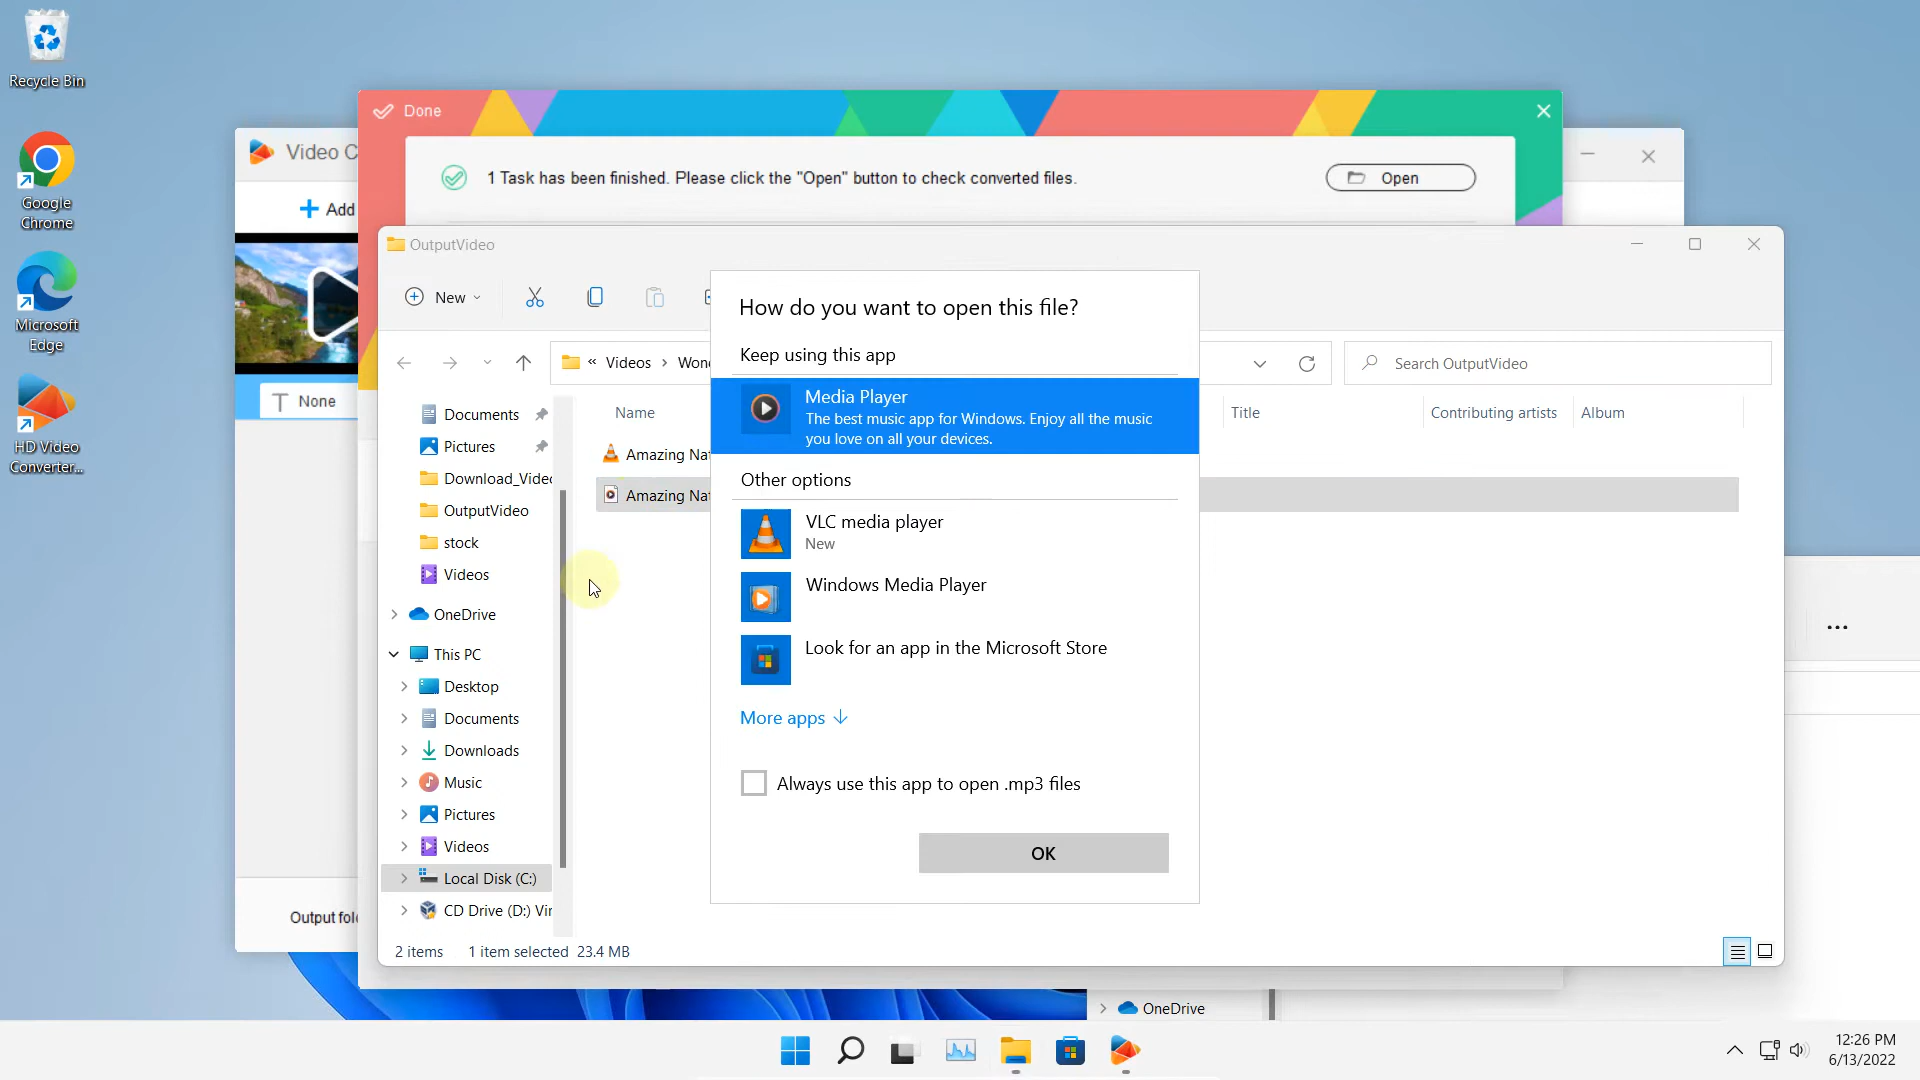 Recycle Bin
Google
Chrome
Microsoft
Edge
HD Video
Converter...
Done
Video C
1 Task has been finished. Please click the "Open" button to check converted files.
Open
Add
None
Output fol
OutputVideo
New
Videos
Wond
Search OutputVideo
Name
Title
Contributing artists
Album
Amazing Nat
Amazing Nat
Documents
Pictures
Download_Video
OutputVideo
stock
Videos
OneDrive
This PC
Desktop
Documents
Downloads
Music
Pictures
Videos
Local Disk (C:)
CD Drive (D:) Vir
2 items
1 item selected 23.4 MB
How do you want to open this file?
Keep using this app
Media Player
The best music app for Windows. Enjoy all the music
you love on all your devices.
Other options
VLC media player
New
Windows Media Player
Look for an app in the Microsoft Store
More apps
Always use this app to open .mp3 files
OK
OneDrive
12:26 PM
6/13/2022